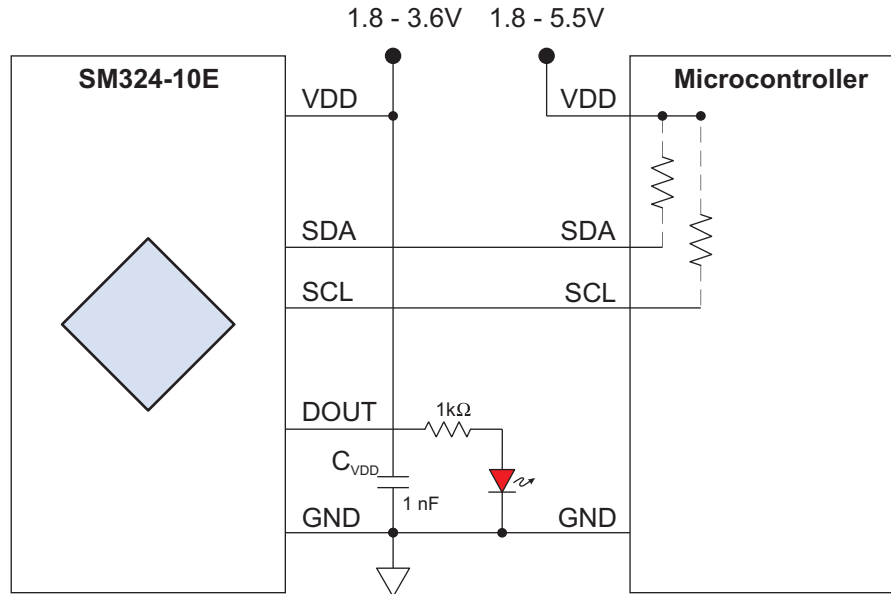 1.8 - 3.6V
1.8 - 5.5V
SM324-10E
Microcontroller
VDD
VDD
SDA
SDA
SCL
SCL
DOUT
1kΩ
CVDD
1 nF
GND
GND